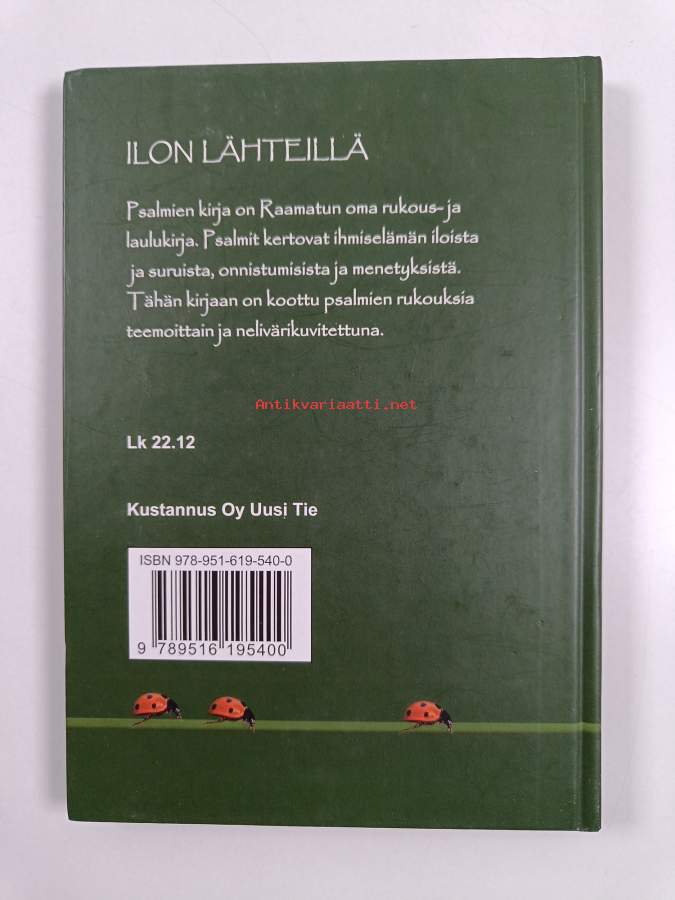 ILON LÄHTEILLÄ
Psalmien kirja on Raamatun oma rukous- ja
laulukirja. Psalmit kertovat ihmiselämän iloista
ja suruista, onnistumisista ja menetyksistä.
Tähän kirjaan on koottu psalmien rukouksia
teemoittain ja nelivärikuvitettuna.
Antikvariaatti.net
Lk 22.12
Kustannus Oy Uusi Tie
ISBN 978-951-619-540-0
9 789516 195400